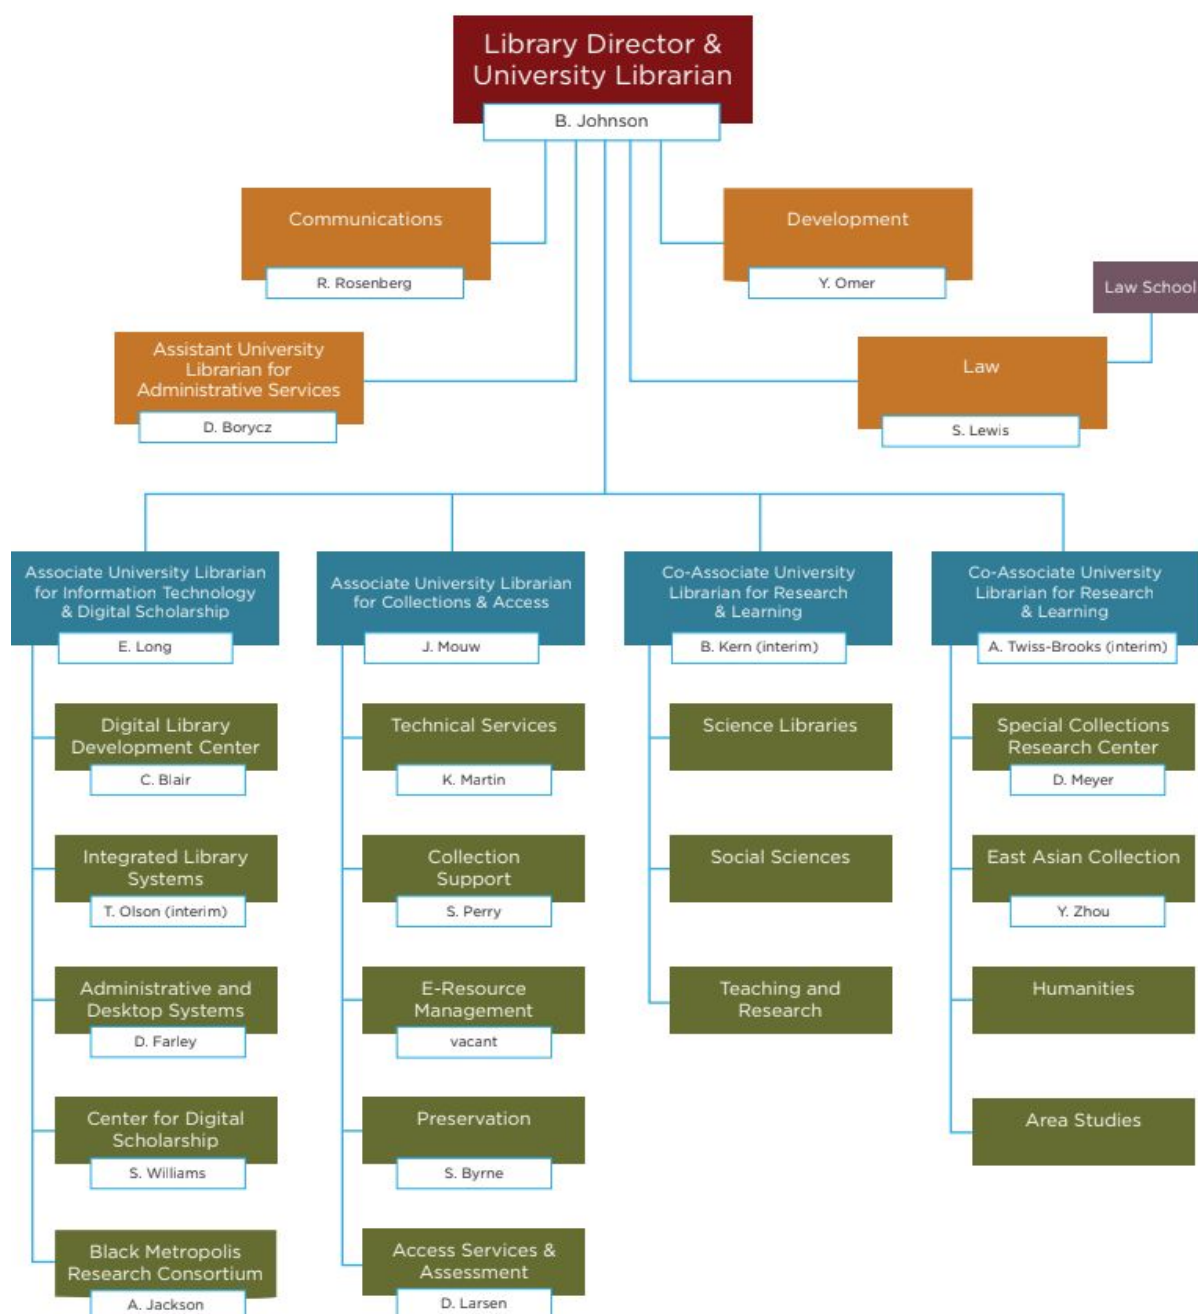 Library Director &
University Librarian
B. Johnson
Communications
R. Rosenberg
Development
Y. Omer
Law School
Assistant University
Librarian for
Administrative Services
D. Borycz
Law
S. Lewis
Associate University Librarian
for Information Technology
& Digital Scholarship
E. Long
Associate University Librarian
for Collections & Access
J. Mouw
Co-Associate University
Librarian for Research
& Learning
B. Kern (interim)
Co-Associate University
Librarian for Research
& Learning
A. Twiss-Brooks (interim)
Digital Library
Development Center
C. Blair
Technical Services
K. Martin
Science Libraries
Special Collections
Research Center
D. Meyer
Integrated Library
Systems
T. Olson (interim)
Collection
Support
S. Perry
Social Sciences
East Asian Collection
Y. Zhou
Administrative and
Desktop Systems
D. Farley
E-Resource
Management
vacant
Teaching and
Research
Humanities
Center for Digital
Scholarship
S. Williams
Preservation
S. Byrne
Area Studies
Black Metropolis
Research Consortium
A. Jackson
Access Services &
Assessment
D. Larsen